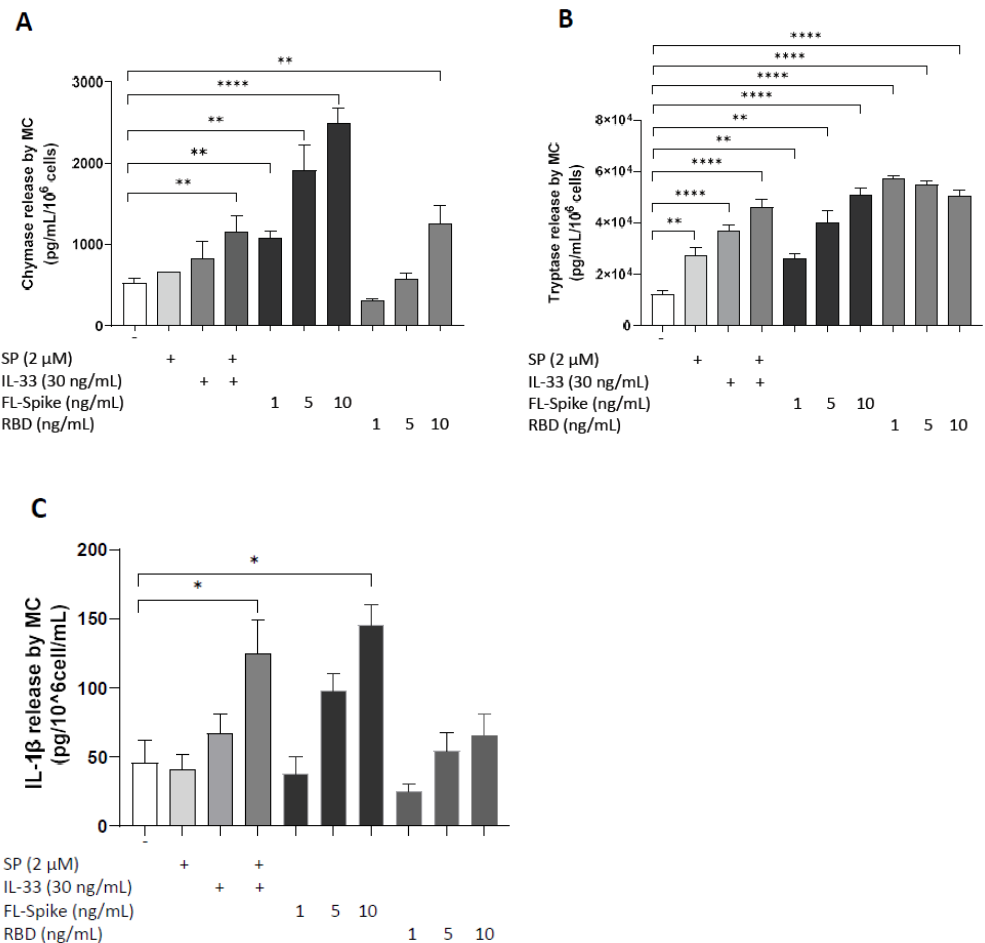 A
**
****
**
**
**
3000
2000
1000
0
Chymase release by MC
(pg/mL/10⁶ cells)
-
SP (2 µM) + +
IL-33 (30 ng/mL) + +
FL-Spike (ng/mL) 1 5 10
RBD (ng/mL) 1 5 10
B
****
****
****
****
**
**
****
****
**
8×10⁴
6×10⁴
4×10⁴
2×10⁴
0
Tryptase release by MC
(pg/mL/10⁶ cells)
-
SP (2 µM) + +
IL-33 (30 ng/mL) + +
FL-Spike (ng/mL) 1 5 10
RBD (ng/mL) 1 5 10
C
*
*
200
150
100
50
0
IL-1β release by MC
(pg/10^6cell/mL)
-
SP (2 µM) + +
IL-33 (30 ng/mL) + +
FL-Spike (ng/mL) 1 5 10
RBD (ng/mL) 1 5 10